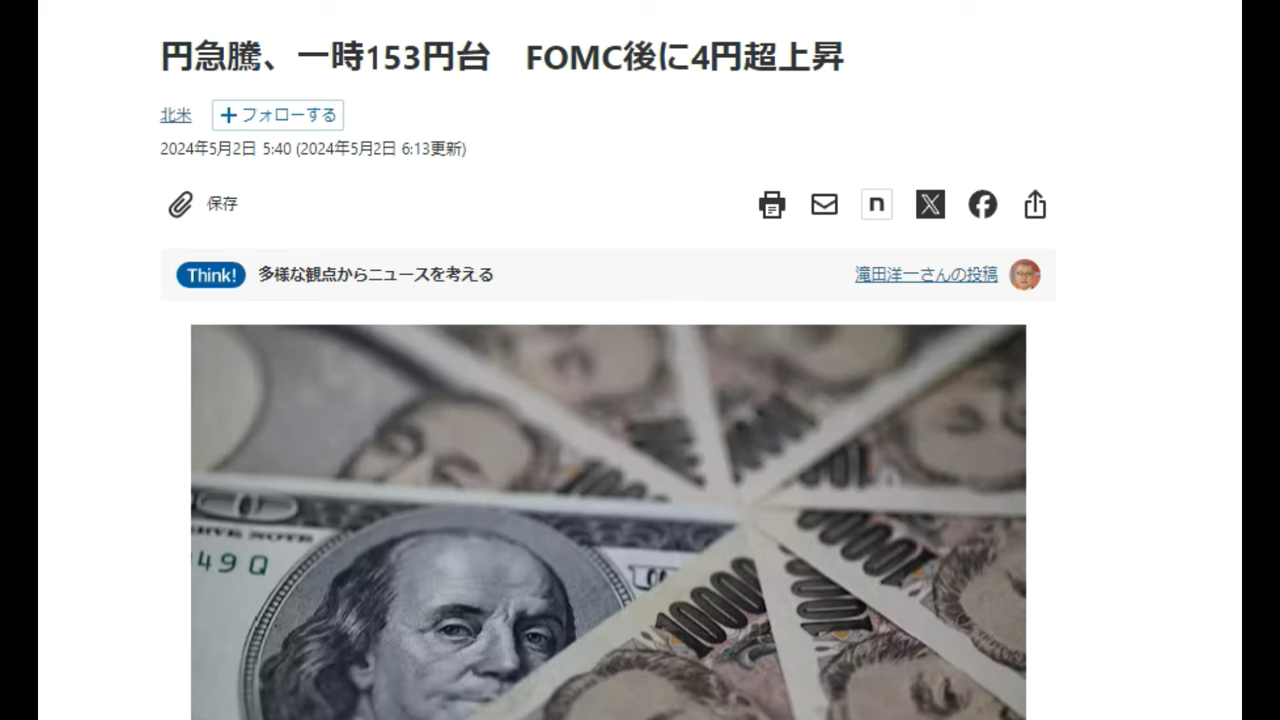 円急騰、一時153円台　FOMC後に4円超上昇
北米 + フォローする
2024年5月2日 5:40 (2024年5月2日 6:13更新)
保存
n
Think! 多様な観点からニュースを考える 滝田洋一さんの投稿
49 Q
10000
10000